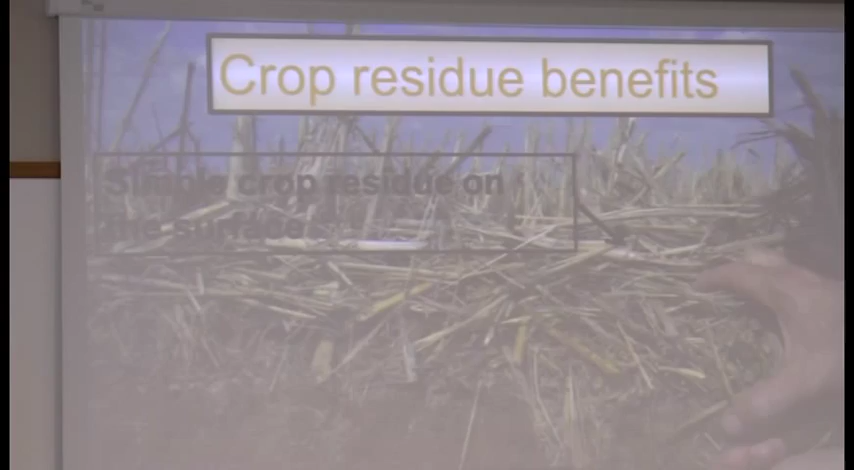 Crop residue benefits
Simple crop residue on
the surface